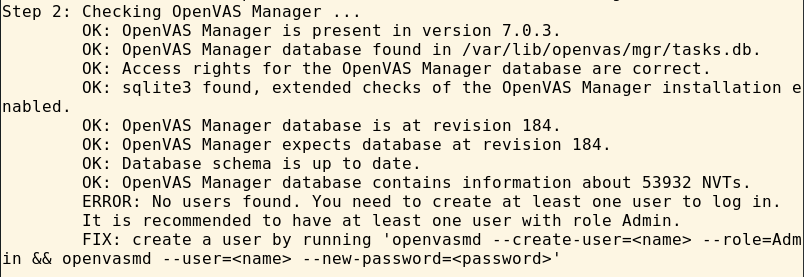 Step 2: Checking OpenVAS Manager ...
        OK: OpenVAS Manager is present in version 7.0.3.
        OK: OpenVAS Manager database found in /var/lib/openvas/mgr/tasks.db.
        OK: Access rights for the OpenVAS Manager database are correct.
        OK: sqlite3 found, extended checks of the OpenVAS Manager installation e
nabled.
        OK: OpenVAS Manager database is at revision 184.
        OK: OpenVAS Manager expects database at revision 184.
        OK: Database schema is up to date.
        OK: OpenVAS Manager database contains information about 53932 NVTs.
        ERROR: No users found. You need to create at least one user to log in.
        It is recommended to have at least one user with role Admin.
        FIX: create a user by running 'openvasmd --create-user=<name> --role=Adm
in && openvasmd --user=<name> --new-password=<password>'